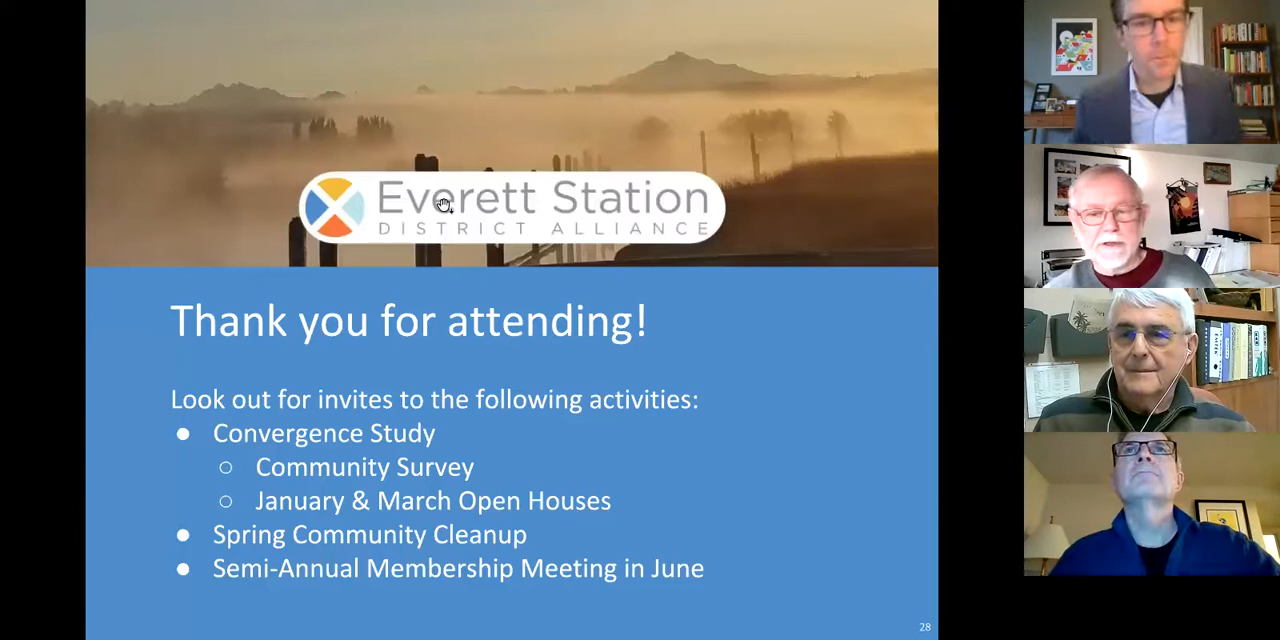 Everett Station
DISTRICT ALLIANCE
Thank you for attending!
Look out for invites to the following activities:
● Convergence Study
○ Community Survey
○ January & March Open Houses
● Spring Community Cleanup
● Semi-Annual Membership Meeting in June
28